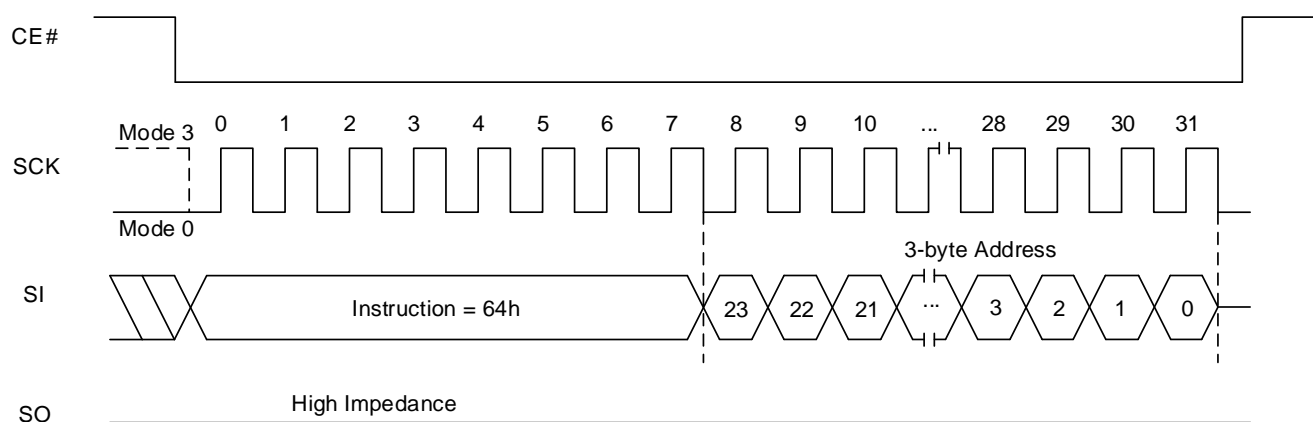 CE#
Mode 3 0 1 2 3 4 5 6 7 8 9 10 ... 28 29 30 31
SCK
Mode 0
3-byte Address
SI Instruction = 64h 23 22 21 ... 3 2 1 0
High Impedance
SO